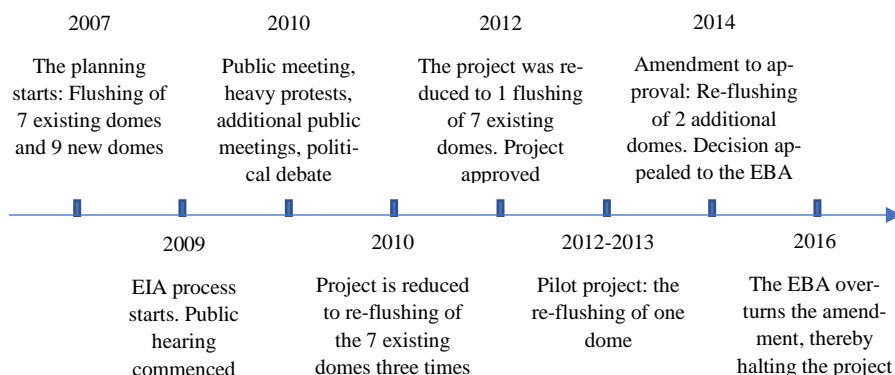 2007
The planning
starts: Flushing of
7 existing domes
and 9 new domes
2009
EIA process
starts. Public
hearing
commenced
2010
Public meeting,
heavy protests,
additional public
meetings, politi-
cal debate
2010
Project is reduced
to re-flushing of
the 7 existing
domes three times
2012
The project was re-
duced to 1 flushing
of 7 existing
domes. Project
approved
2012-2013
Pilot project: the
re-flushing of one
dome
2014
Amendment to ap-
proval: Re-flushing
of 2 additional
domes. Decision ap-
pealed to the EBA
2016
The EBA over-
turns the amend-
ment, thereby
halting the project